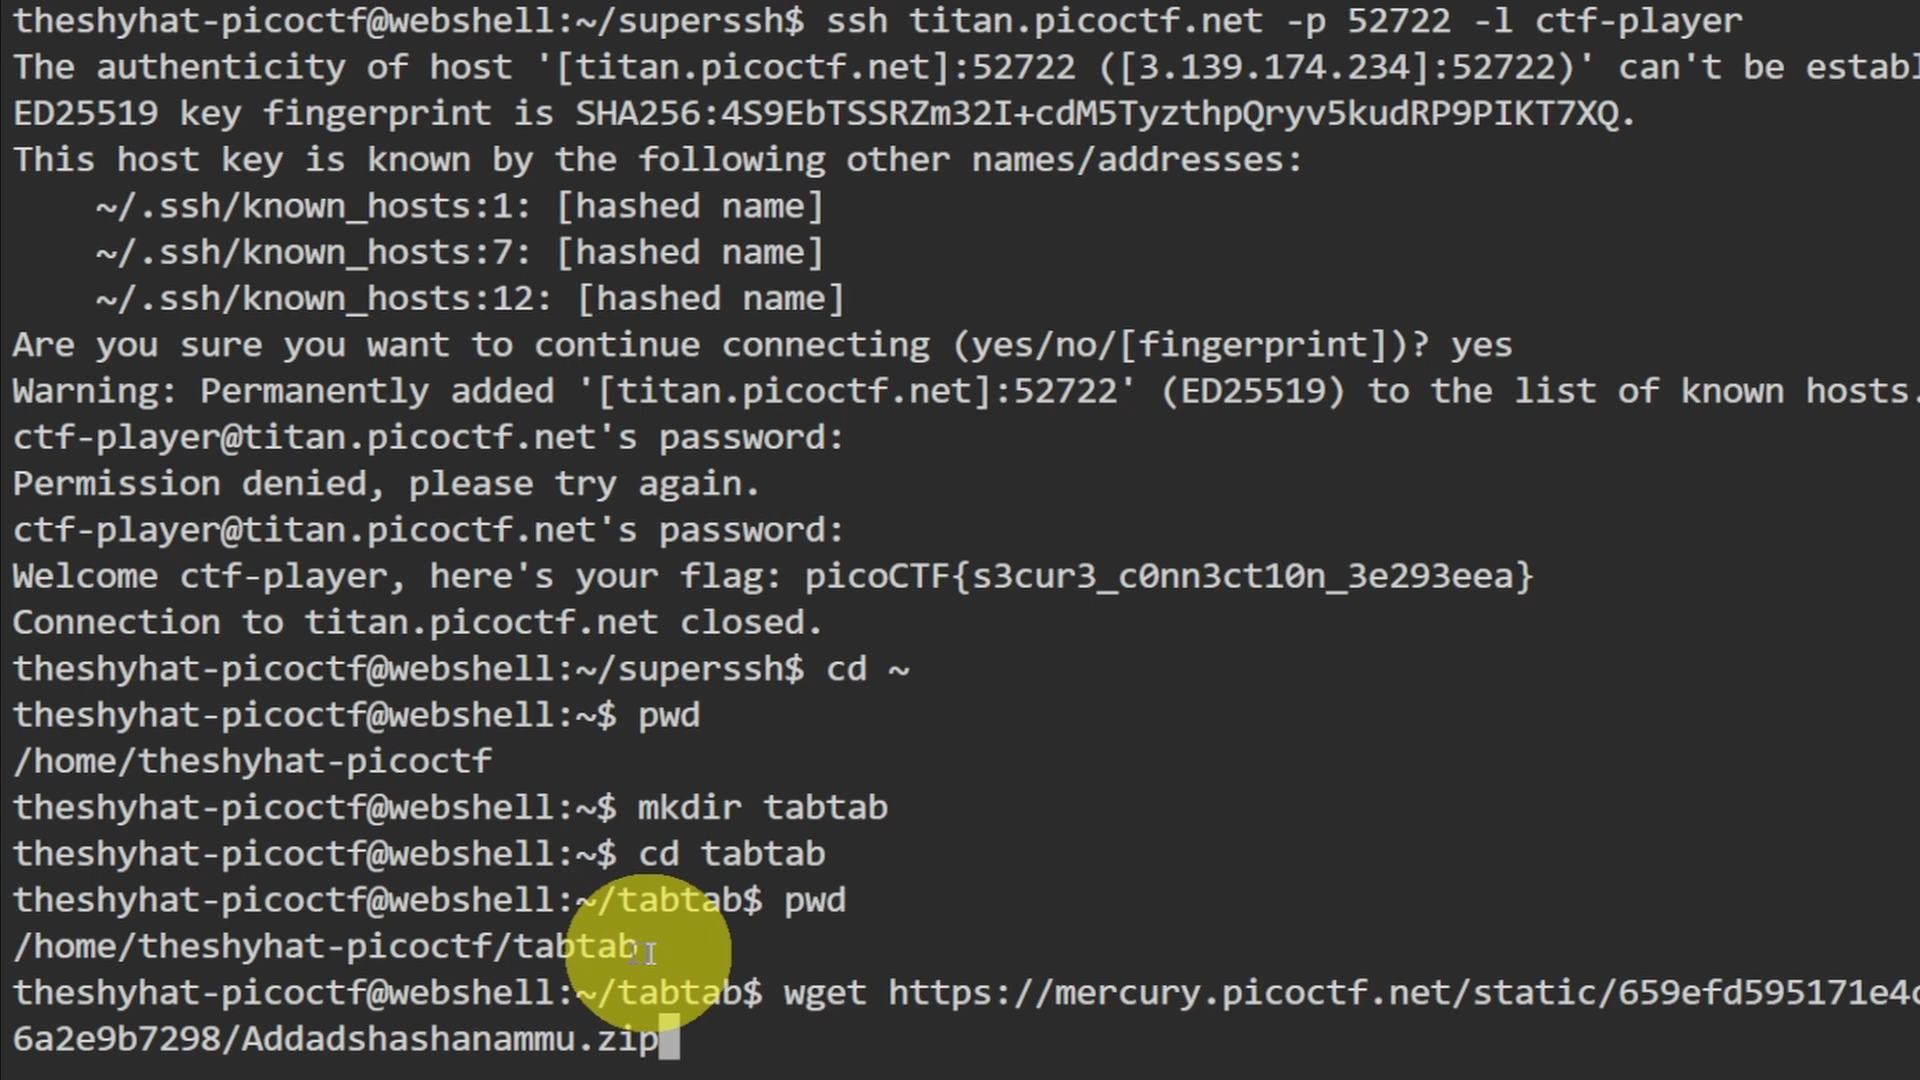 theshyhat-picoctf@webshell:~/superssh$ ssh titan.picoctf.net -p 52722 -l ctf-player
The authenticity of host '[titan.picoctf.net]:52722 ([3.139.174.234]:52722)' can't be establ
ED25519 key fingerprint is SHA256:4S9EbTSSRZm32I+cdM5TyzthpQryv5kudRP9PIKT7XQ.
This host key is known by the following other names/addresses:
    ~/.ssh/known_hosts:1: [hashed name]
    ~/.ssh/known_hosts:7: [hashed name]
    ~/.ssh/known_hosts:12: [hashed name]
Are you sure you want to continue connecting (yes/no/[fingerprint])? yes
Warning: Permanently added '[titan.picoctf.net]:52722' (ED25519) to the list of known hosts.
ctf-player@titan.picoctf.net's password:
Permission denied, please try again.
ctf-player@titan.picoctf.net's password:
Welcome ctf-player, here's your flag: picoCTF{s3cur3_c0nn3ct10n_3e293eea}
Connection to titan.picoctf.net closed.
theshyhat-picoctf@webshell:~/superssh$ cd ~
theshyhat-picoctf@webshell:~$ pwd
/home/theshyhat-picoctf
theshyhat-picoctf@webshell:~$ mkdir tabtab
theshyhat-picoctf@webshell:~$ cd tabtab
theshyhat-picoctf@webshell:~/tabtab$ pwd
/home/theshyhat-picoctf/tabtab
theshyhat-picoctf@webshell:~/tabtab$ wget https://mercury.picoctf.net/static/659efd595171e4c
6a2e9b7298/Addadshashanammu.zip